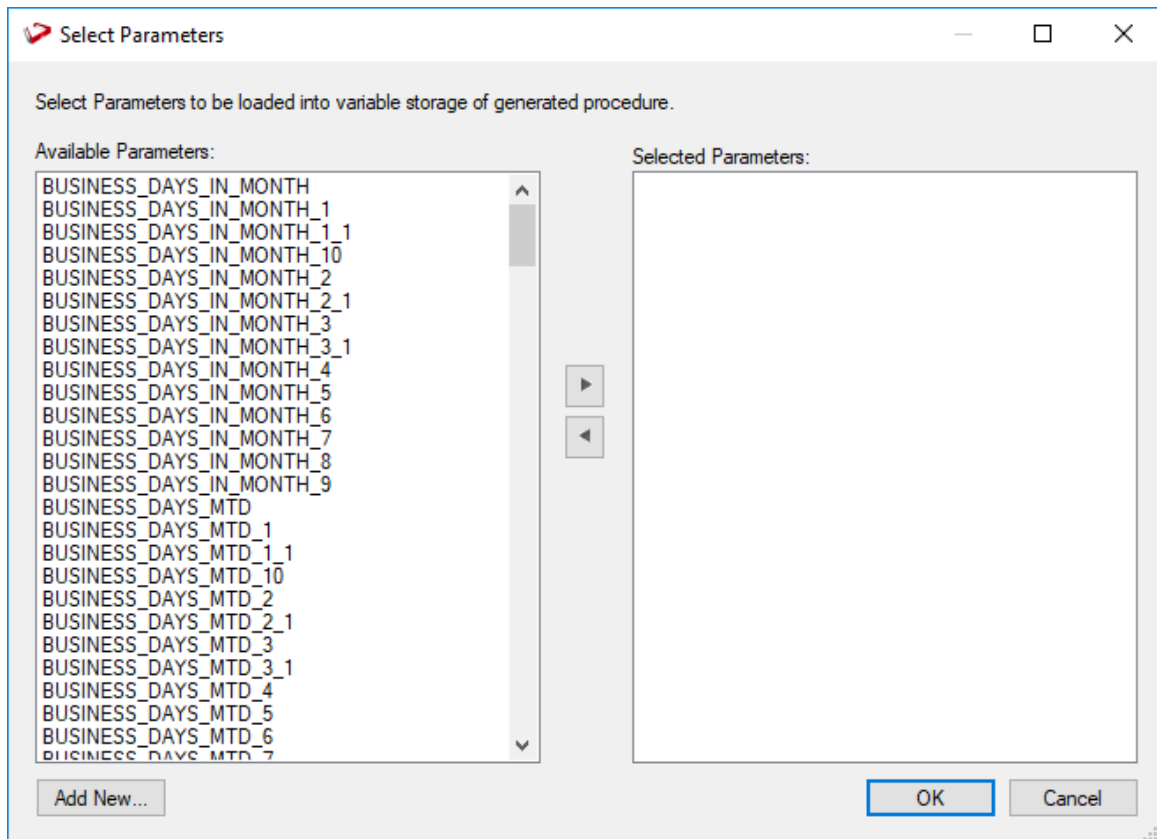 Select Parameters
Select Parameters to be loaded into variable storage of generated procedure.
Available Parameters:
BUSINESS_DAYS_IN_MONTH
BUSINESS_DAYS_IN_MONTH_1
BUSINESS_DAYS_IN_MONTH_1_1
BUSINESS_DAYS_IN_MONTH_10
BUSINESS_DAYS_IN_MONTH_2
BUSINESS_DAYS_IN_MONTH_2_1
BUSINESS_DAYS_IN_MONTH_3
BUSINESS_DAYS_IN_MONTH_3_1
BUSINESS_DAYS_IN_MONTH_4
BUSINESS_DAYS_IN_MONTH_5
BUSINESS_DAYS_IN_MONTH_6
BUSINESS_DAYS_IN_MONTH_7
BUSINESS_DAYS_IN_MONTH_8
BUSINESS_DAYS_IN_MONTH_9
BUSINESS_DAYS_MTD
BUSINESS_DAYS_MTD_1
BUSINESS_DAYS_MTD_1_1
BUSINESS_DAYS_MTD_10
BUSINESS_DAYS_MTD_2
BUSINESS_DAYS_MTD_2_1
BUSINESS_DAYS_MTD_3
BUSINESS_DAYS_MTD_3_1
BUSINESS_DAYS_MTD_4
BUSINESS_DAYS_MTD_5
BUSINESS_DAYS_MTD_6
BUSINESS_DAYS_MTD_7
Selected Parameters:
Add New...
OK
Cancel